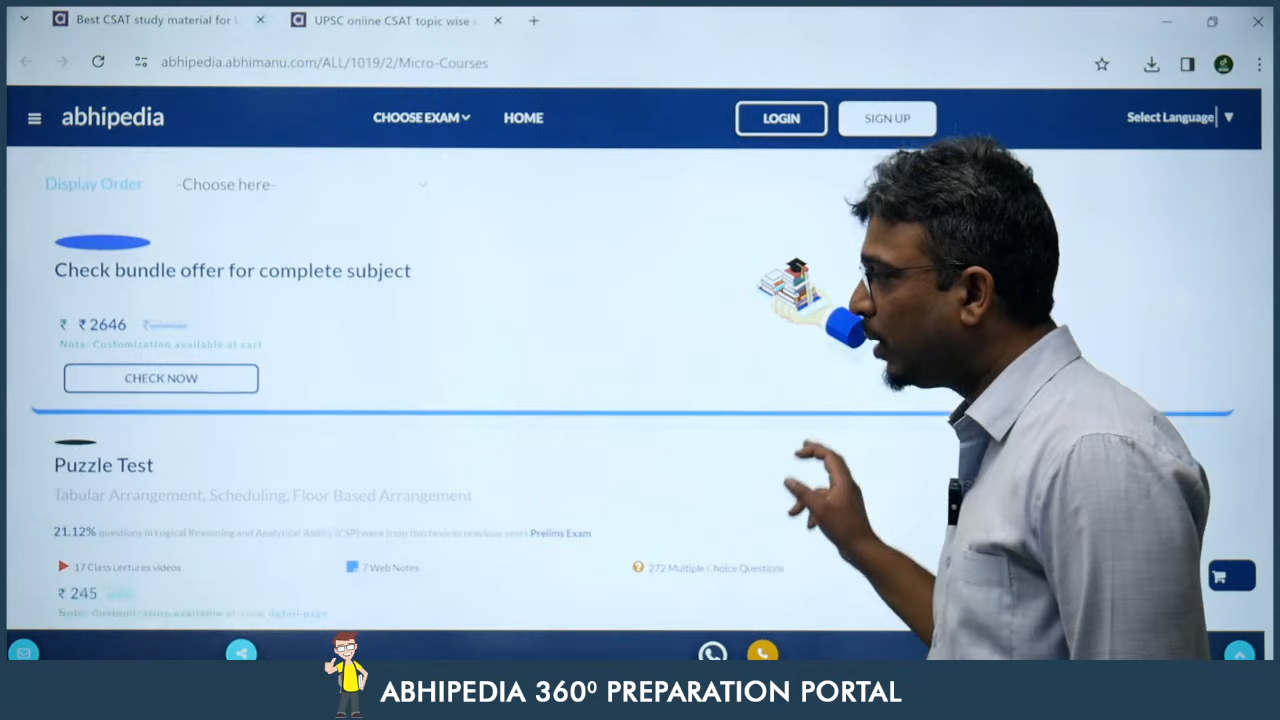 Best CSAT study material for
UPSC online CSAT topic wise
abhipedia.abhimanu.com/ALL/1019/2/Micro-Courses
abhipedia
CHOOSE EXAM
HOME
LOGIN
SIGN UP
Select Language
Display Order
-Choose here-
Check bundle offer for complete subject
₹ ₹ 2646
Note: Customization available at cart
CHECK NOW
Puzzle Test
Tabular Arrangement, Scheduling, Floor Based Arrangement
21.12% questions in Logical Reasoning and Analytical Ability (CSP) were from this topic in previous years Prelims Exam
17 Class Lectures videos
7 Web Notes
272 Multiple Choice Questions
₹ 245
Note: Customization available at
ABHIPEDIA 360⁰ PREPARATION PORTAL